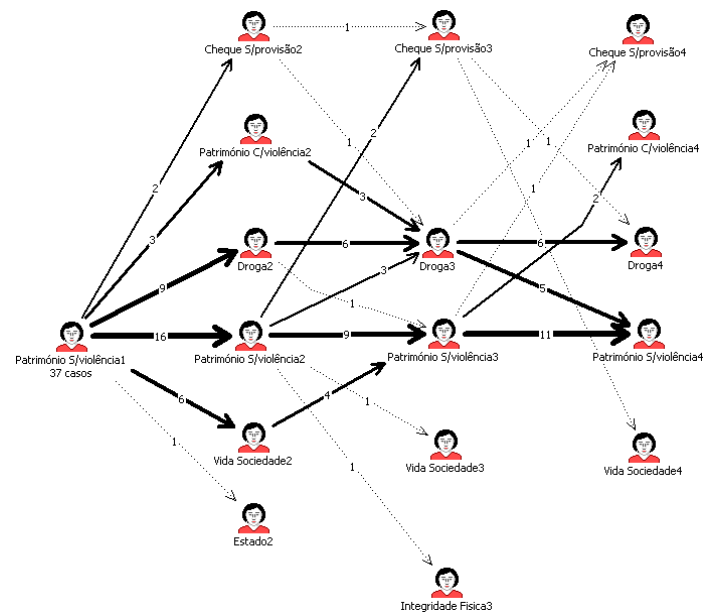 1
Cheque S/provisão2
Cheque S/provisão3
Cheque S/provisão4
2
1
1
1
1
Património C/violência2
Património C/violência4
2
3
3
1
2
9
6
6
Droga2
Droga3
Droga4
3
1
5
16
9
11
Património S/violência1
37 casos
Património S/violência2
Património S/violência3
Património S/violência4
6
4
1
1
1
Vida Sociedade2
Vida Sociedade3
Vida Sociedade4
Estado2
Integridade Fisica3